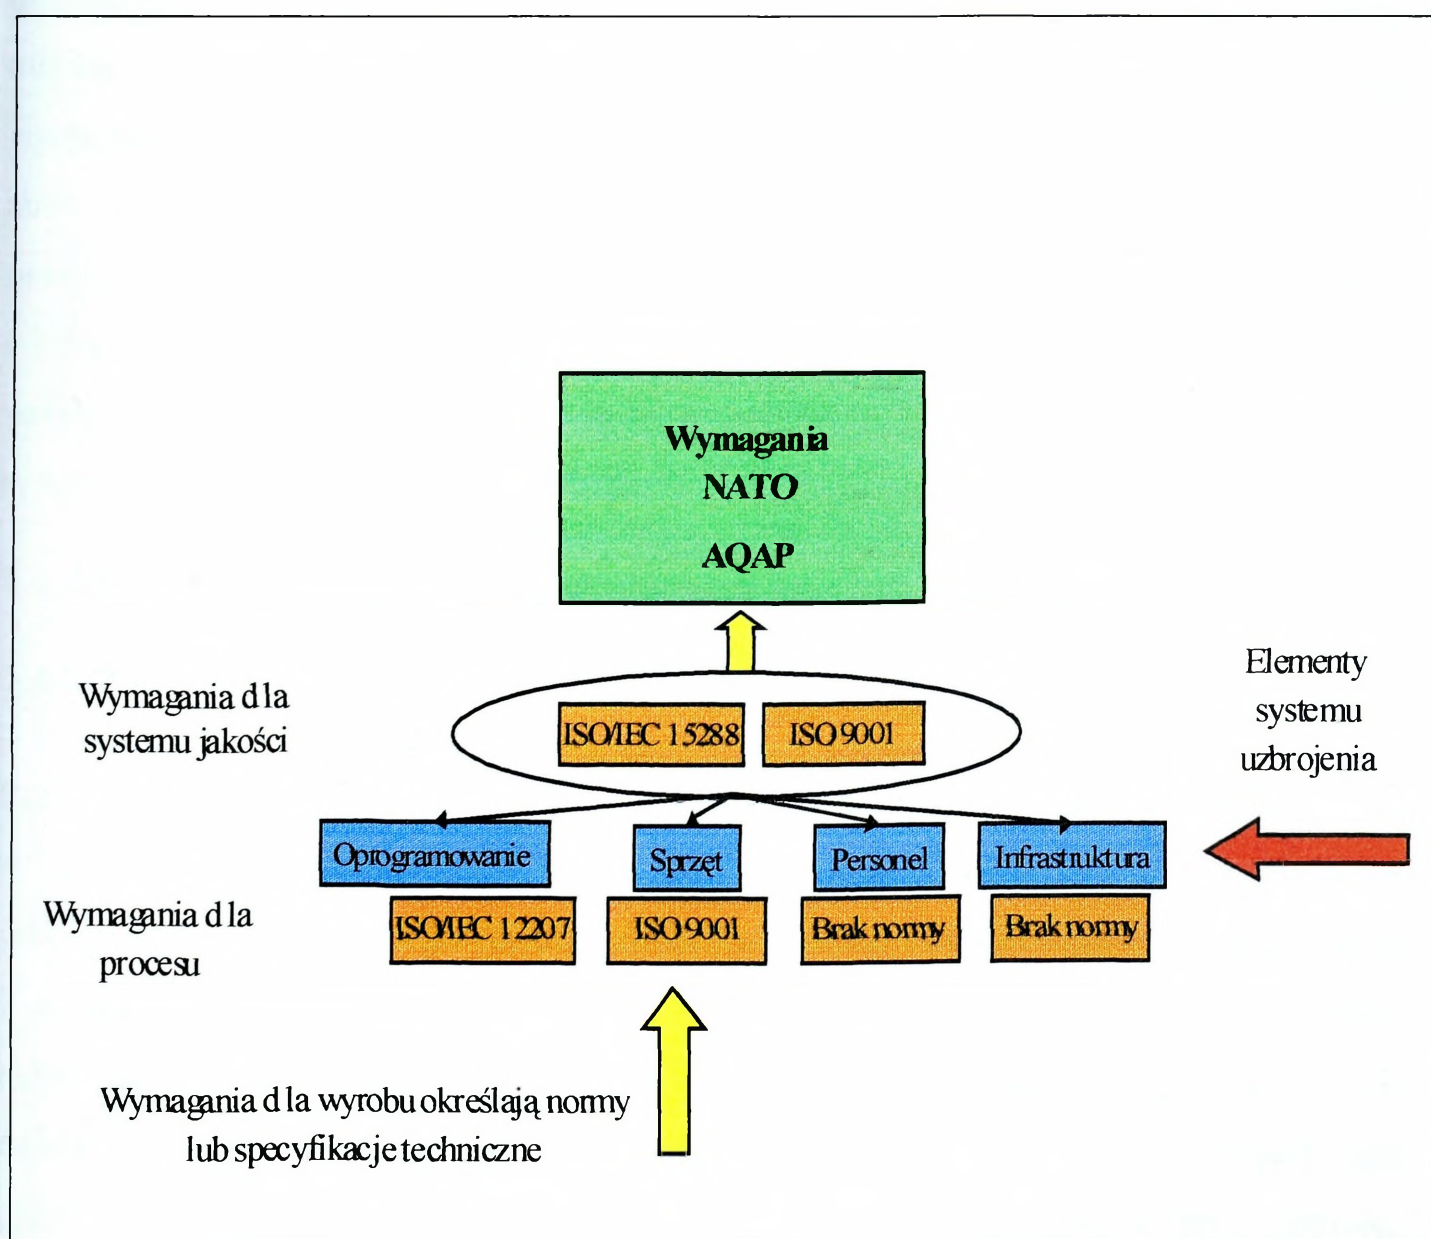 Wymagania
NATO
AQAP
Wymagania dla
systemu jakości
ISO/IEC 15288
ISO 9001
Elementy
systemu
uzbrojenia
Oprogramowanie
Sprzęt
Personel
Infrastruktura
Wymagania dla
procesu
ISO/IEC 12207
ISO 9001
Brak normy
Brak normy
Wymagania dla wyrobu określają normy
lub specyfikacje techniczne